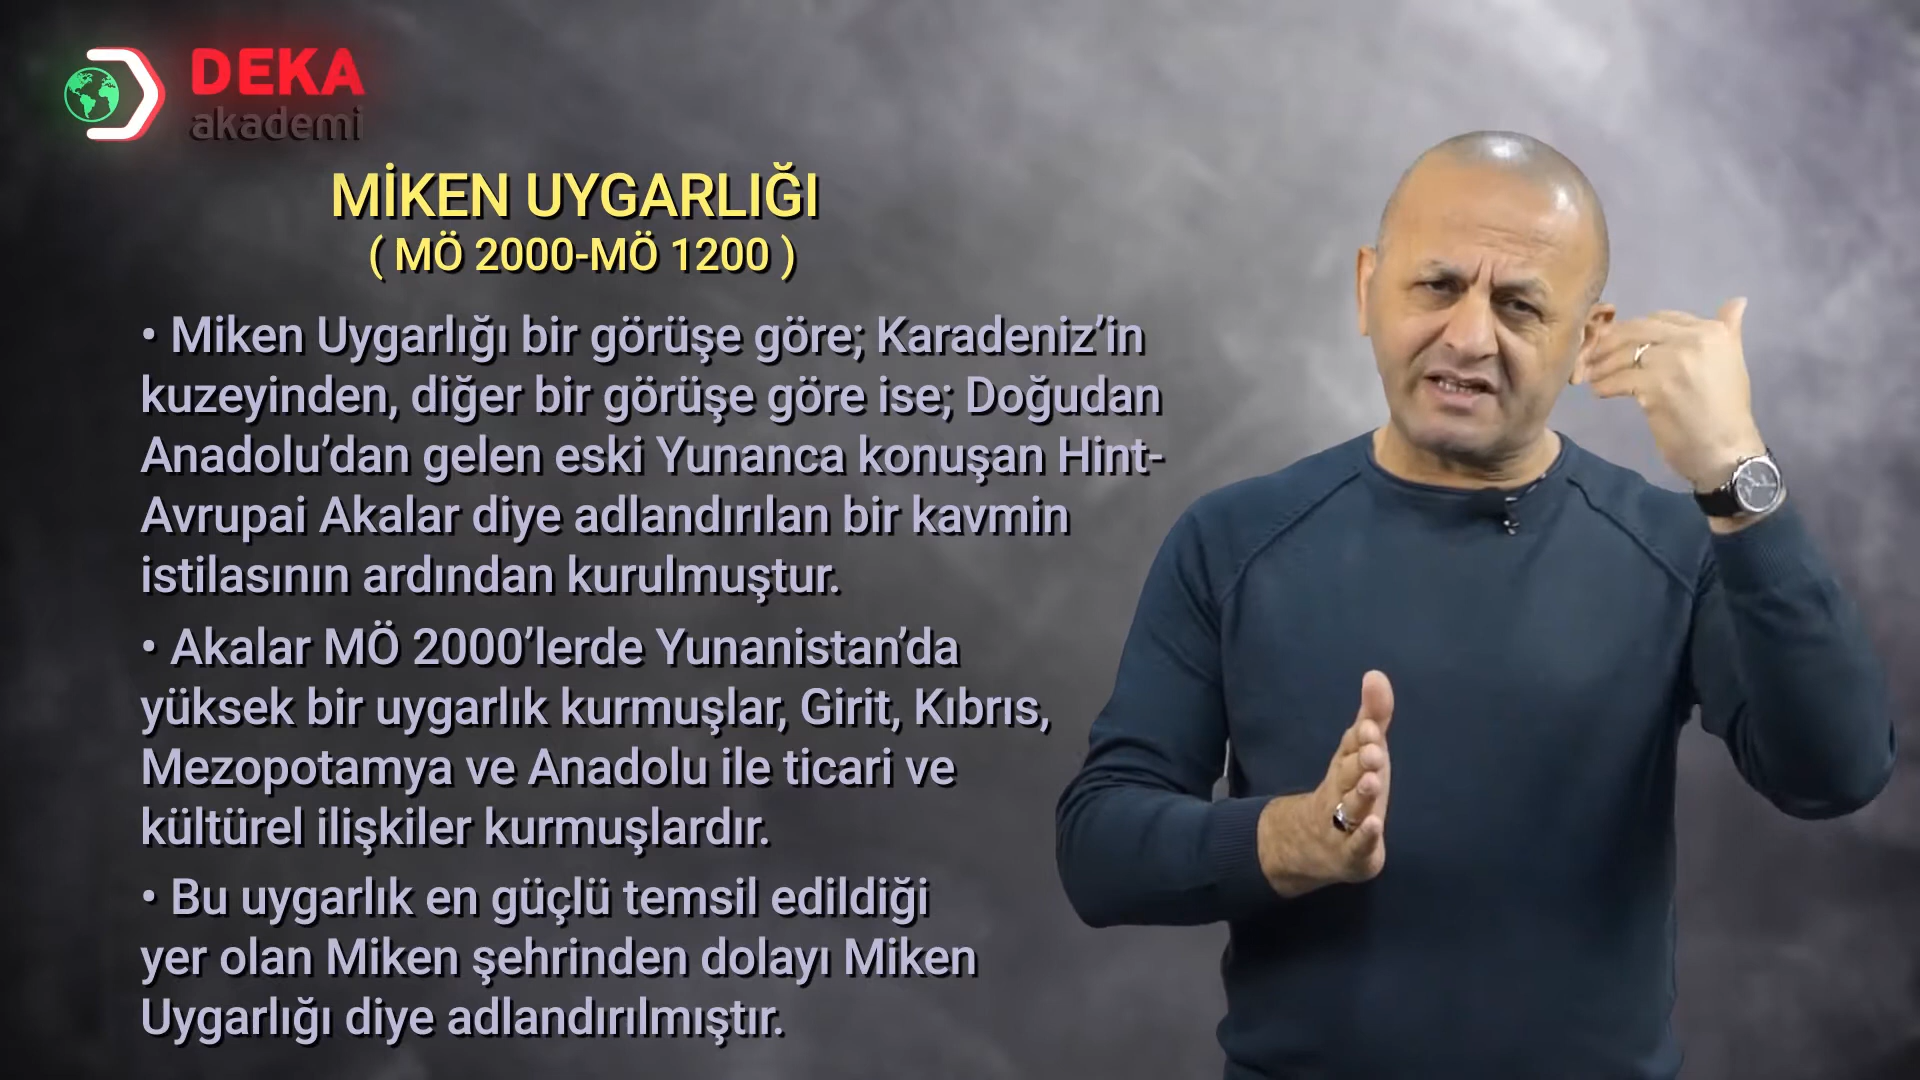 DEKA
akademi
MİKEN UYGARLIĞI
( MÖ 2000-MÖ 1200 )
• Miken Uygarlığı bir görüşe göre; Karadeniz’in
kuzeyinden, diğer bir görüşe göre ise; Doğudan
Anadolu’dan gelen eski Yunanca konuşan Hint-
Avrupai Akalar diye adlandırılan bir kavmin
istilasının ardından kurulmuştur.
• Akalar MÖ 2000’lerde Yunanistan’da
yüksek bir uygarlık kurmuşlar, Girit, Kıbrıs,
Mezopotamya ve Anadolu ile ticari ve
kültürel ilişkiler kurmuşlardır.
• Bu uygarlık en güçlü temsil edildiği
yer olan Miken şehrinden dolayı Miken
Uygarlığı diye adlandırılmıştır.